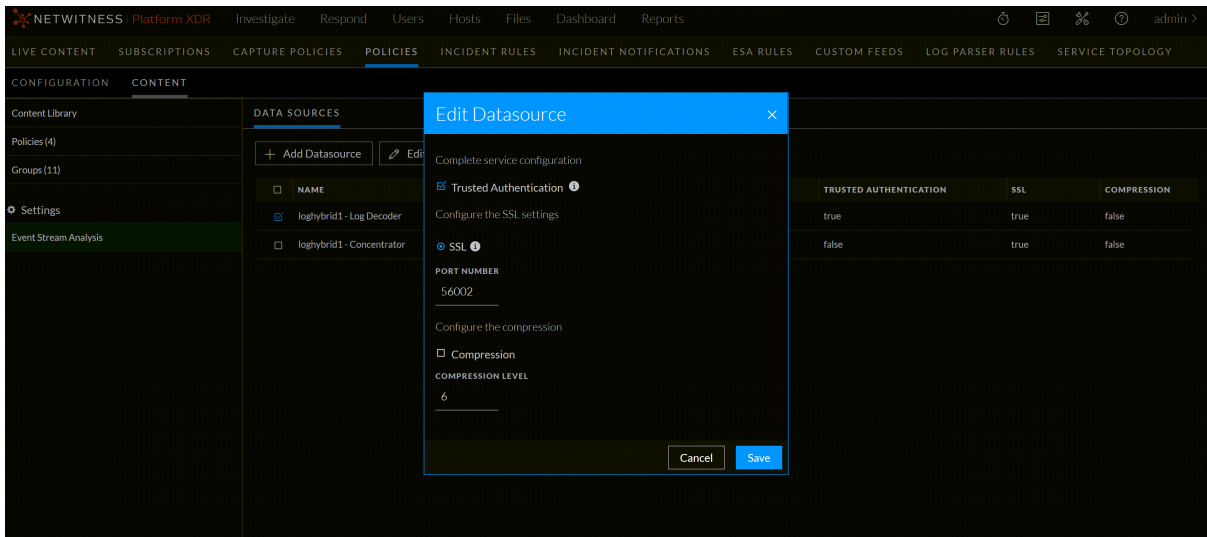 NETWITNESS Platform XDR Investigate Respond Users Hosts Files Dashboard Reports admin >
LIVE CONTENT SUBSCRIPTIONS CAPTURE POLICIES POLICIES INCIDENT RULES INCIDENT NOTIFICATIONS ESA RULES CUSTOM FEEDS LOG PARSER RULES SERVICE TOPOLOGY
CONFIGURATION CONTENT
Content Library
Policies (4)
Groups (11)
Settings
Event Stream Analysis
DATA SOURCES
+ Add Datasource
NAME TRUSTED AUTHENTICATION SSL COMPRESSION
loghybrid1 - Log Decoder true true false
loghybrid1 - Concentrator false true false
Edit Datasource ×
Complete service configuration
Trusted Authentication
Configure the SSL settings
SSL
PORT NUMBER
56002
Configure the compression
Compression
COMPRESSION LEVEL
6
Cancel Save